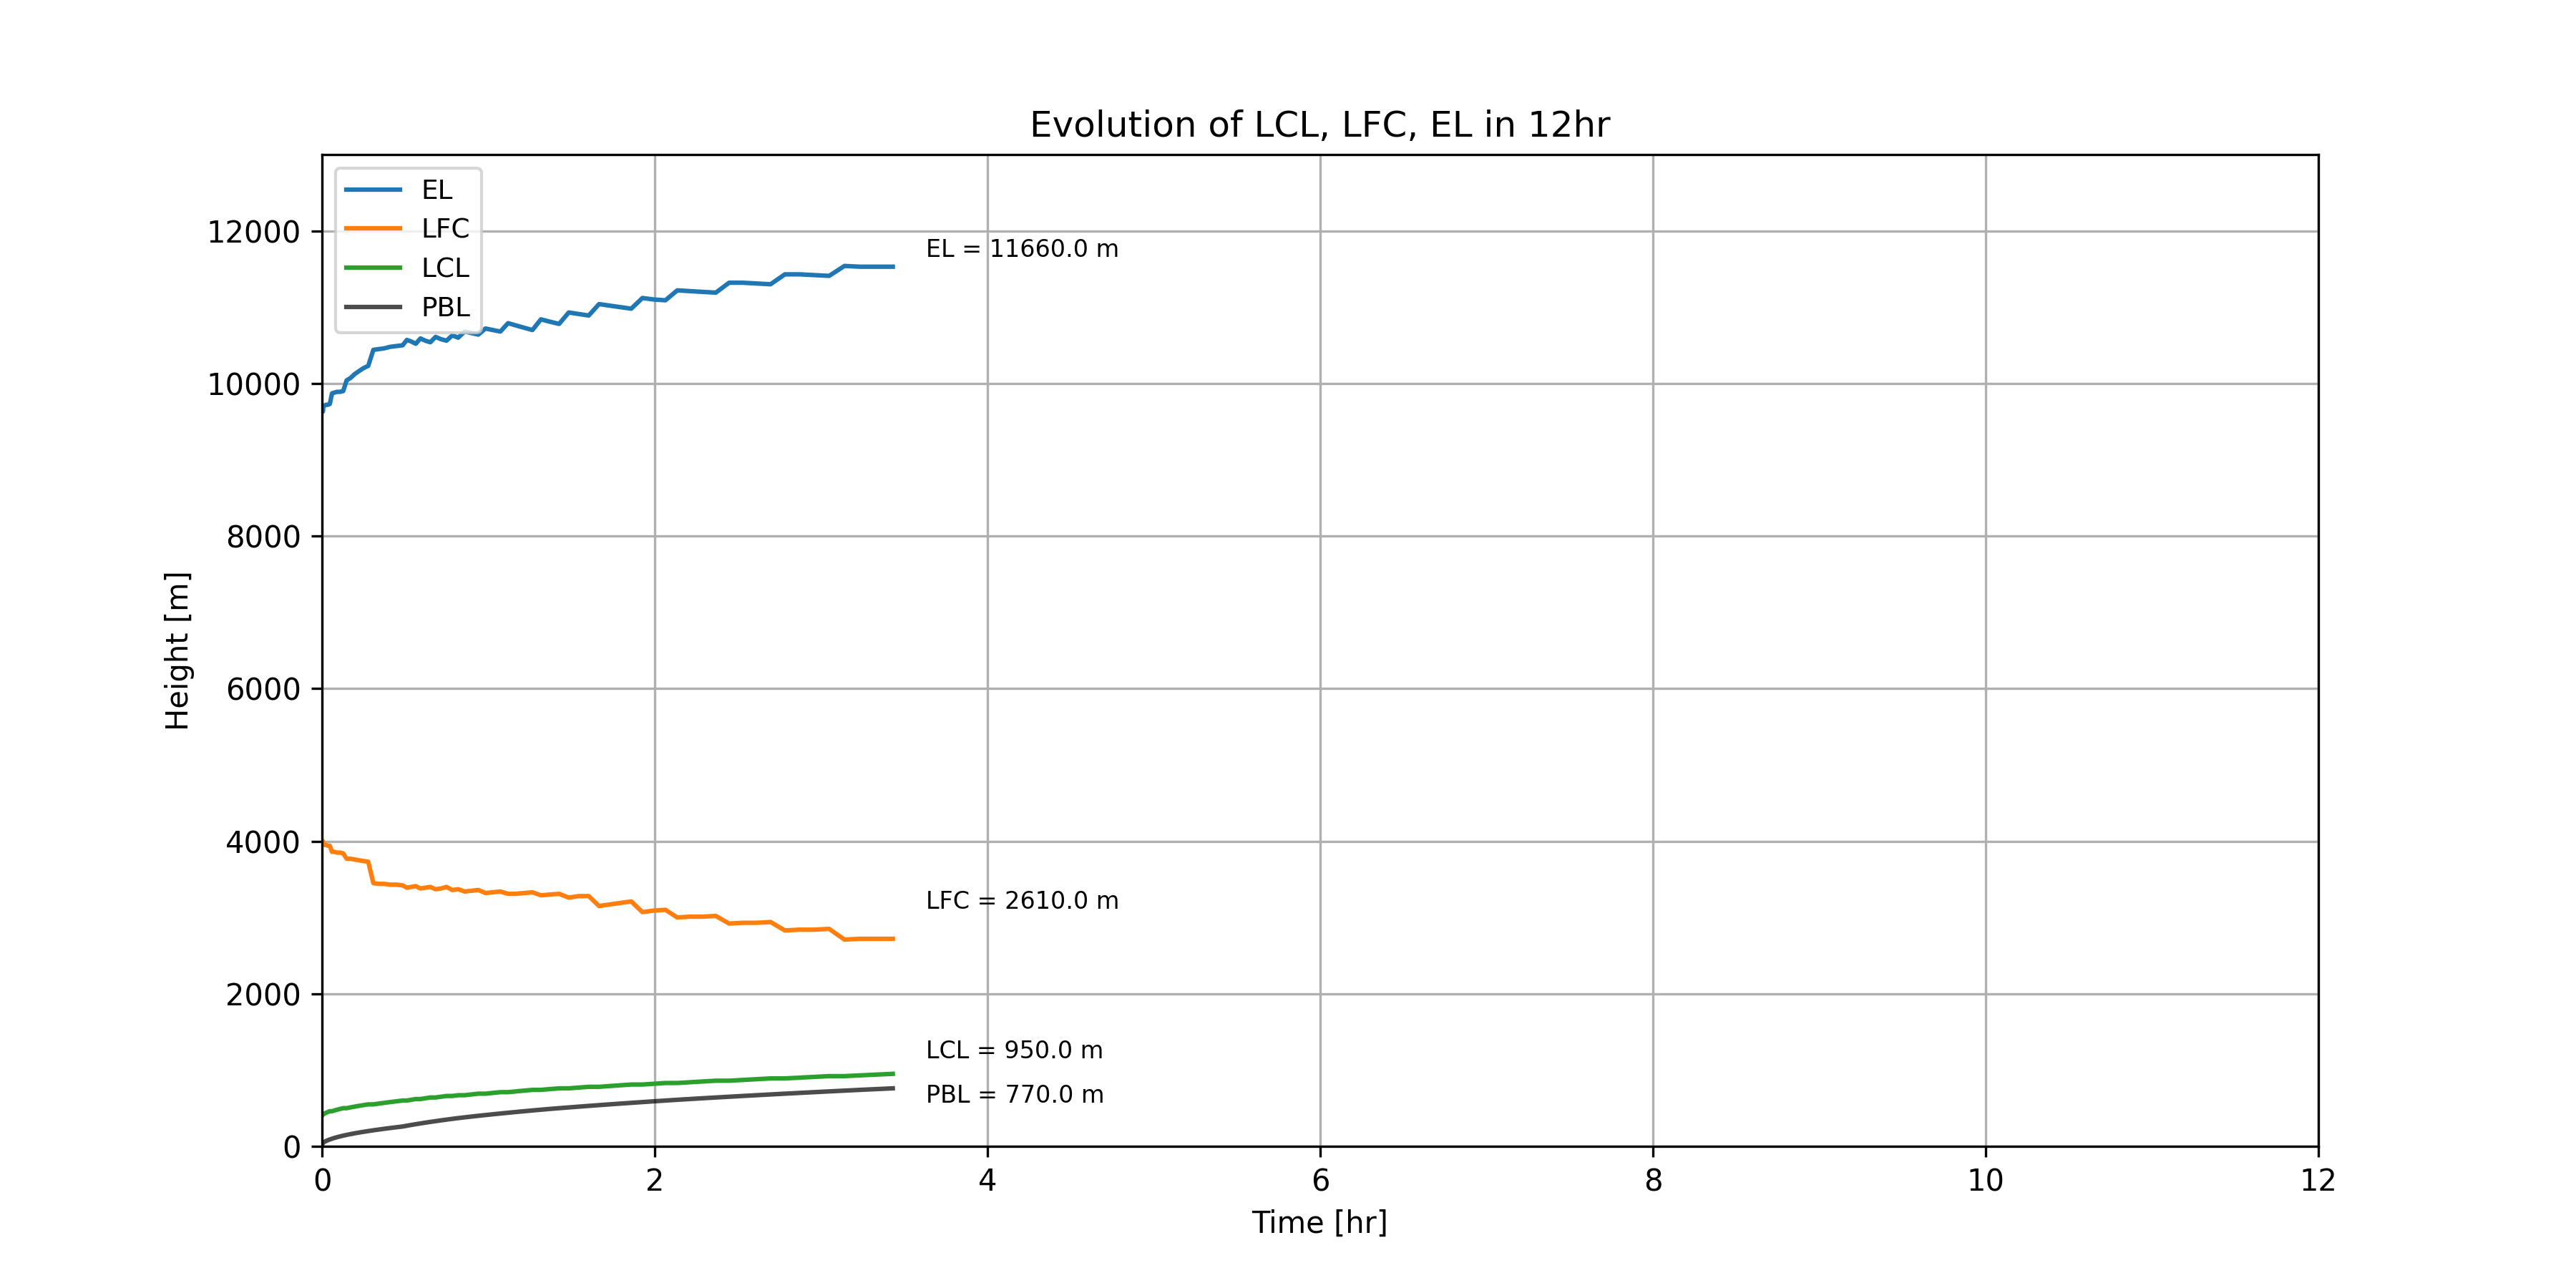 Evolution of LCL, LFC, EL in 12hr
EL
LFC
LCL
PBL
12000
10000
8000
6000
4000
2000
0
Height [m]
EL = 11660.0 m
LFC = 2610.0 m
LCL = 950.0 m
PBL = 770.0 m
0 2 4 6 8 10 12
Time [hr]